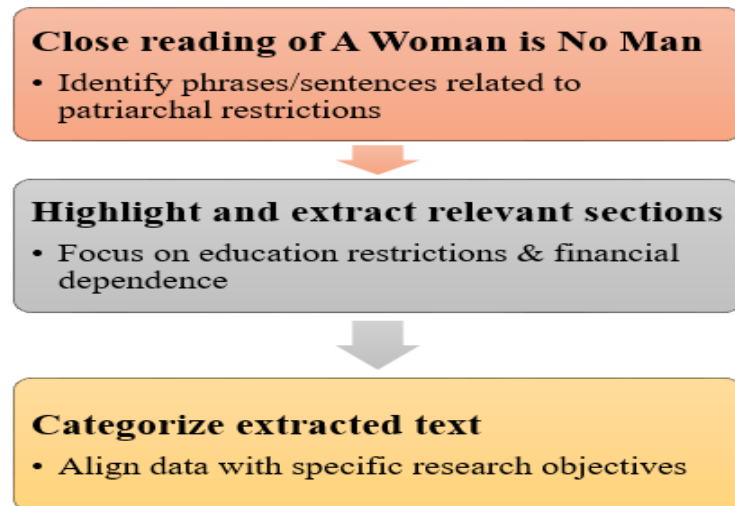 Close reading of A Woman is No Man
• Identify phrases/sentences related to
patriarchal restrictions
Highlight and extract relevant sections
• Focus on education restrictions & financial
dependence
Categorize extracted text
• Align data with specific research objectives